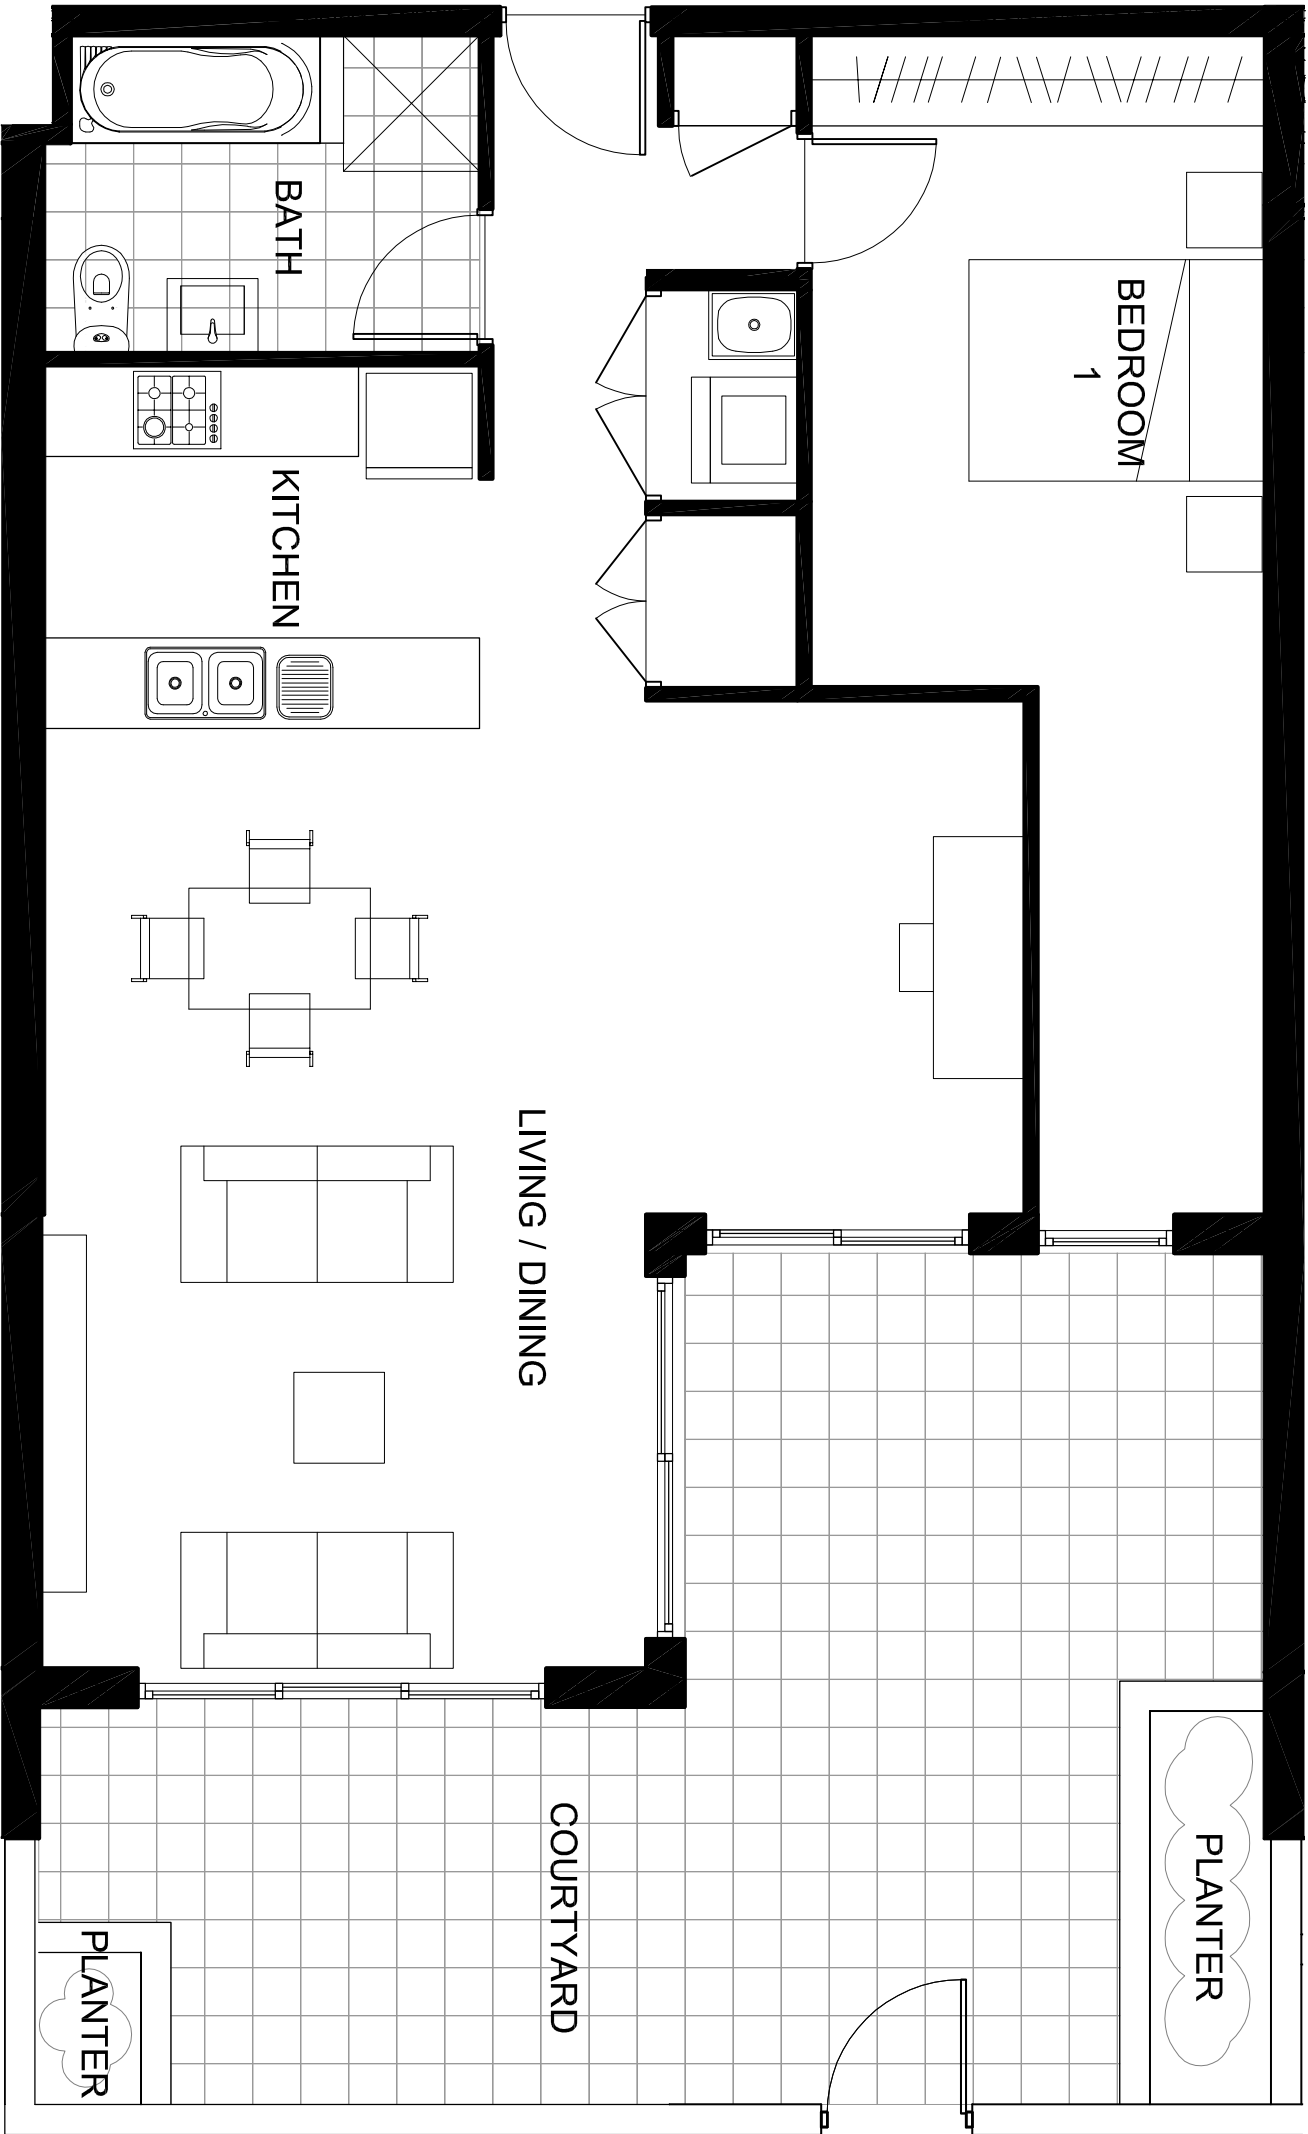 BATH
BEDROOM
1
KITCHEN
LIVING / DINING
COURTYARD
PLANTER
PLANTER